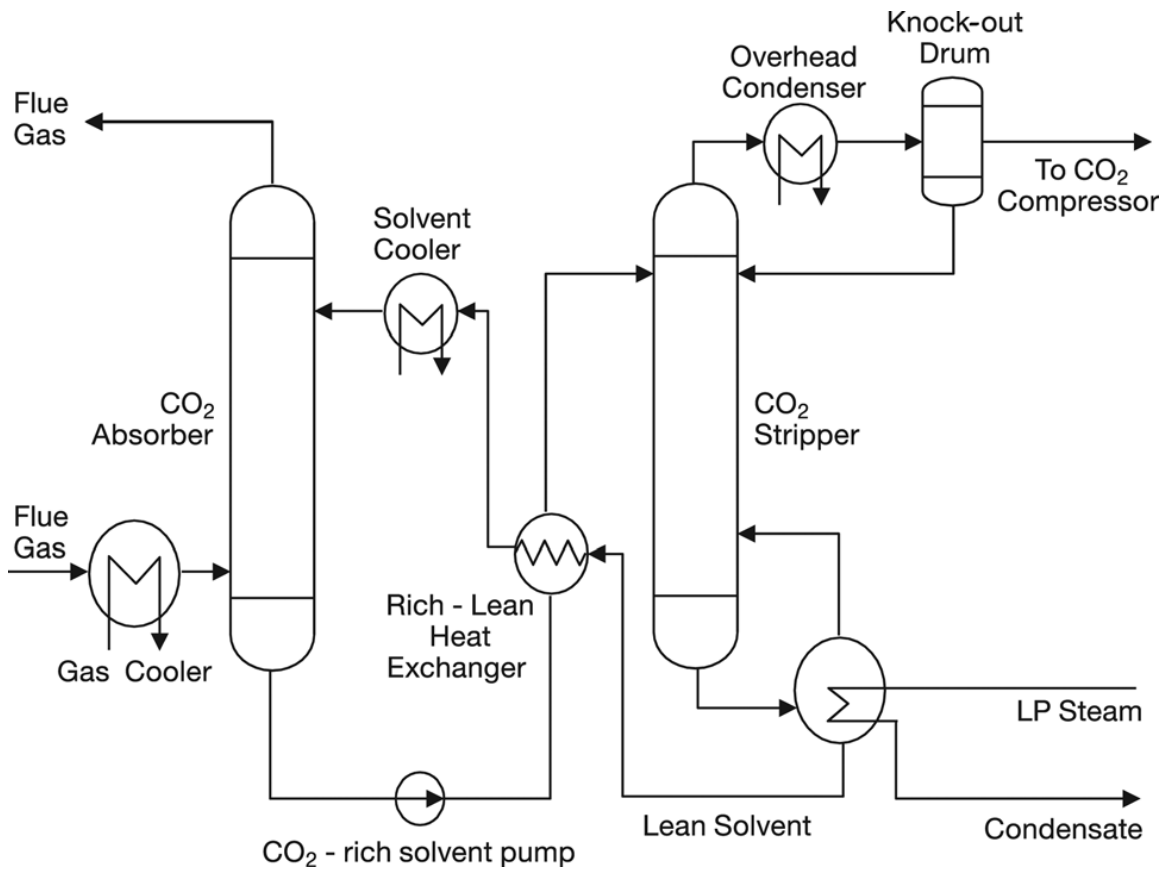 Knock-out
Drum
Overhead
Condenser
Flue
Gas
To CO₂
Compressor
Solvent
Cooler
CO₂
Absorber
CO₂
Stripper
Flue
Gas
Rich - Lean
Heat
Exchanger
Gas Cooler
LP Steam
Lean Solvent
Condensate
CO₂ - rich solvent pump